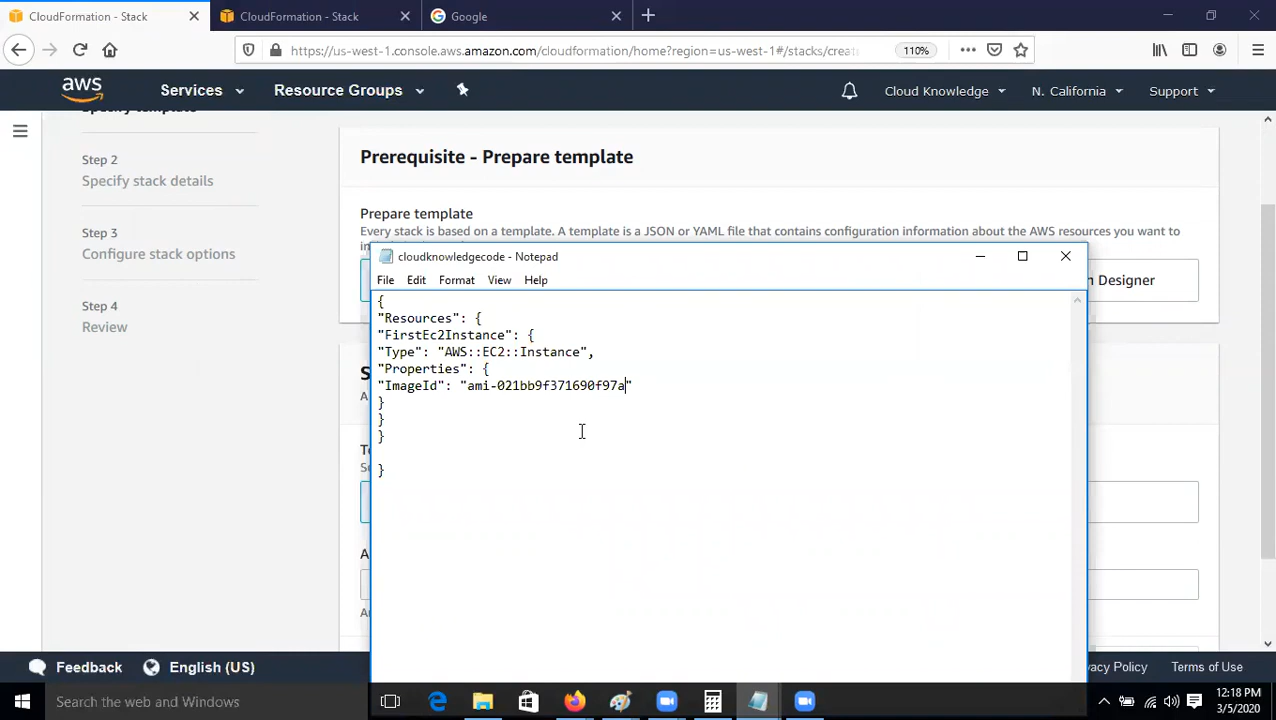 CloudFormation - Stack
CloudFormation - Stack
Google
https://us-west-1.console.aws.amazon.com/cloudformation/home?region=us-west-1#/stacks/crea
110%
aws
Services
Resource Groups
Cloud Knowledge
N. California
Support
Step 2
Specify stack details
Step 3
Configure stack options
Step 4
Review
Prerequisite - Prepare template
Prepare template
Every stack is based on a template. A template is a JSON or YAML file that contains configuration information about the AWS resources you want to
n Designer
cloudknowledgecode - Notepad
File Edit Format View Help
{
"Resources": {
"FirstEc2Instance": {
"Type": "AWS::EC2::Instance",
"Properties": {
"ImageId": "ami-021bb9f371690f97a"
}
}
}
}
Feedback
English (US)
vacy Policy
Terms of Use
Search the web and Windows
12:18 PM
3/5/2020